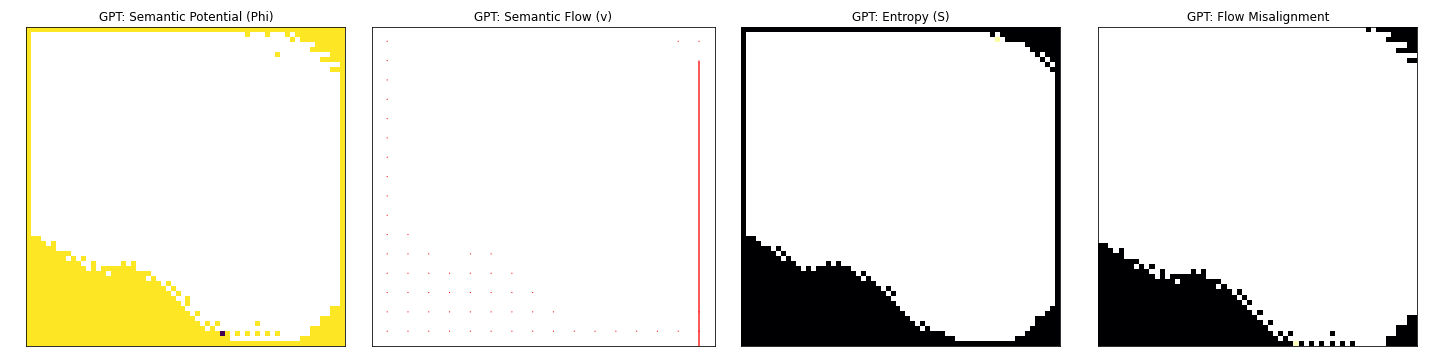 GPT: Semantic Potential (Phi)
GPT: Semantic Flow (v)
GPT: Entropy (S)
GPT: Flow Misalignment